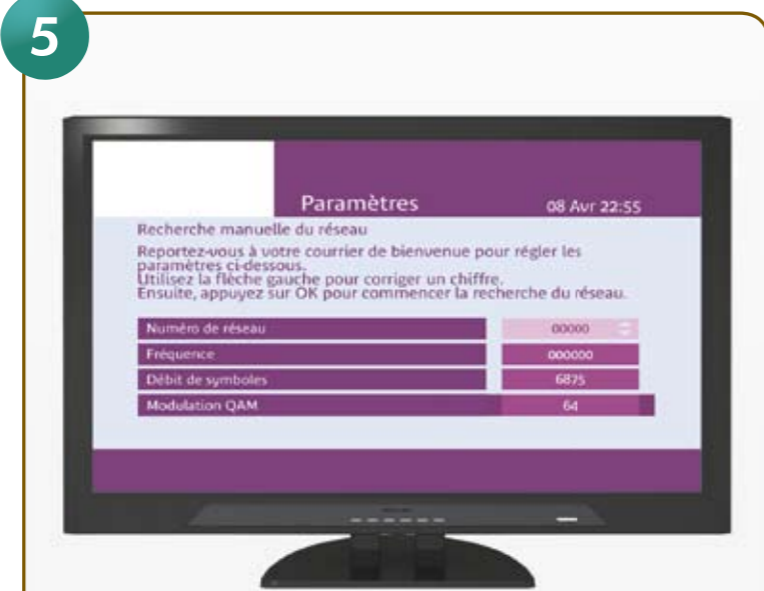 5
Paramètres 08 Avr 22:55
Recherche manuelle du réseau
Reportez-vous à votre courrier de bienvenue pour régler les
paramètres ci-dessous.
Utilisez la flèche gauche pour corriger un chiffre.
Ensuite, appuyez sur OK pour commencer la recherche du réseau.
Numéro de réseau 00000
Fréquence 000000
Débit de symboles 6875
Modulation QAM 64